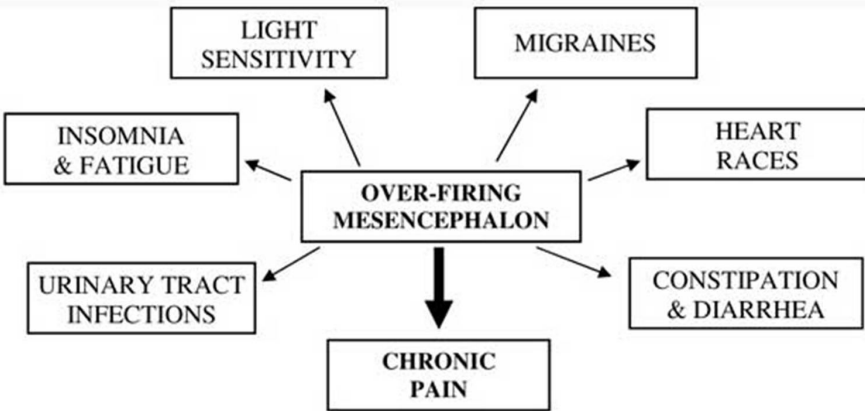 LIGHT
SENSITIVITY
MIGRAINES
INSOMNIA
& FATIGUE
HEART
RACES
OVER-FIRING
MESENCEPHALON
URINARY TRACT
INFECTIONS
CONSTIPATION
& DIARRHEA
CHRONIC
PAIN